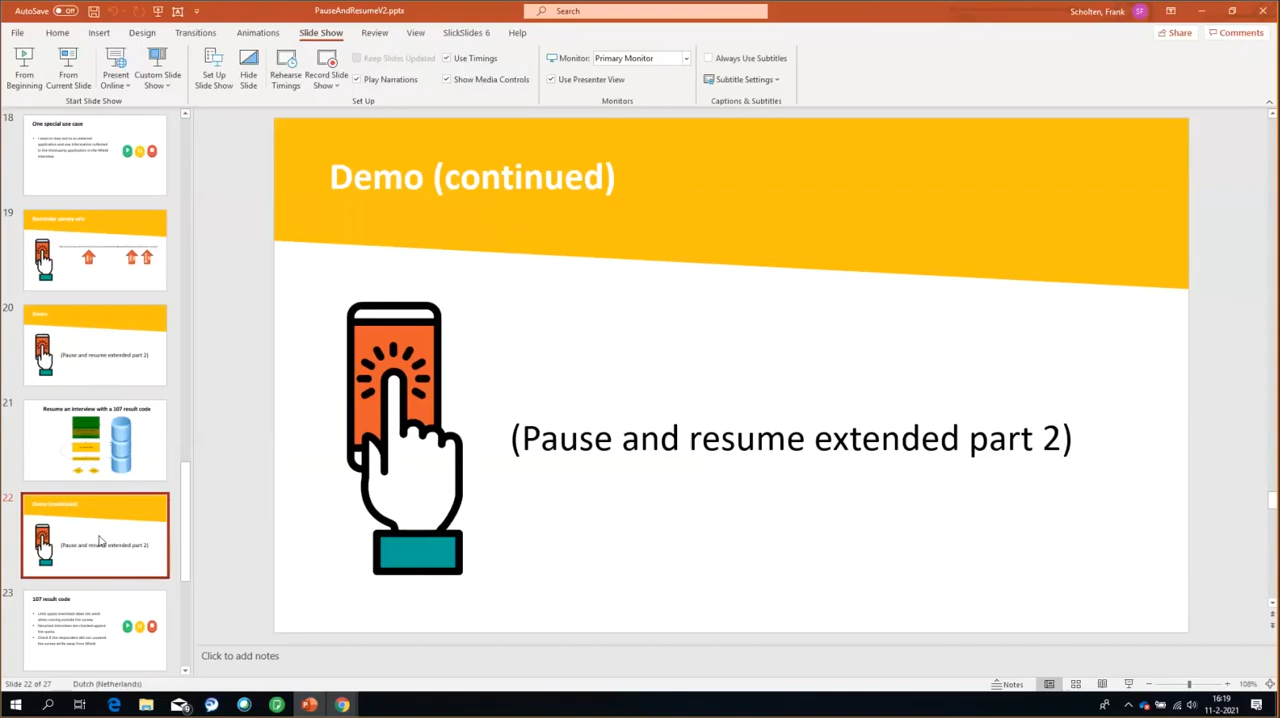 AutoSave Off PauseAndResumeV2.pptx Search Scholten, Frank SF
File Home Insert Design Transitions Animations Slide Show Review View SlickSlides 6 Help Share Comments
From Beginning
From Current Slide
Present Online
Custom Slide Show
Set Up Slide Show
Hide Slide
Rehearse Timings
Record Slide Show
Keep Slides Updated
Play Narrations
Use Timings
Show Media Controls
Monitor: Primary Monitor
Use Presenter View
Always Use Subtitles
Subtitle Settings
Start Slide Show Set Up Monitors Captions & Subtitles
18
One special use case
19
Reminder survey urls
20
Demo
(Pause and resume extended part 2)
21
Resume an interview with a 107 result code
22
Demo (continued)
(Pause and resume extended part 2)
23
107 result code
Demo (continued)
(Pause and resume extended part 2)
Click to add notes
Slide 22 of 27 Dutch (Netherlands) Notes 108%
16:19
11-2-2021